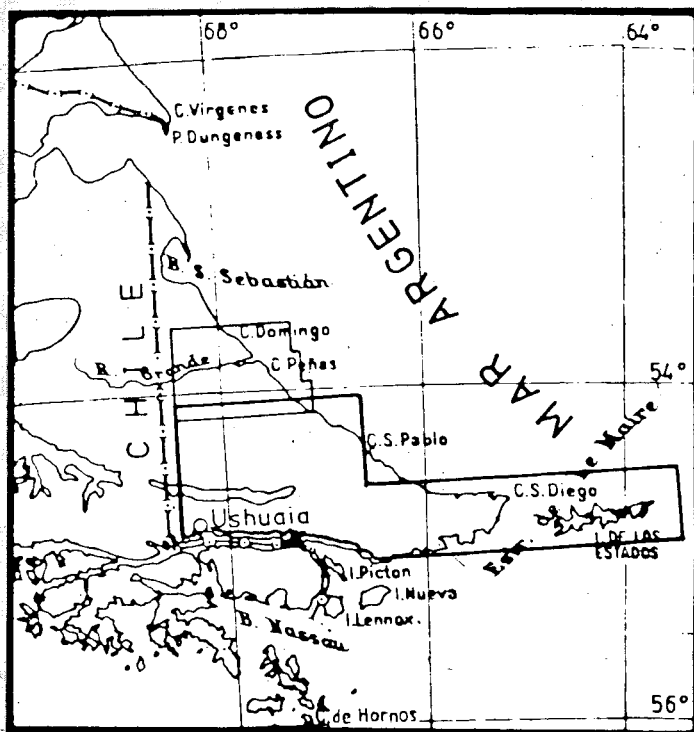 68°
66°
64°
C.Virgenes
P.Dungeness
MAR ARGENTINO
CHILE
B. S. Sebastián
C.Domingo
R. Grande
C.Peñas
54°
C.S.Pablo
C.S.Diego
Maire
Ushuaia
I. DE LOS
ESTADOS
I.Picton
I.Nueva
I.Lennox.
B. Nassau
C.de Hornos
56°